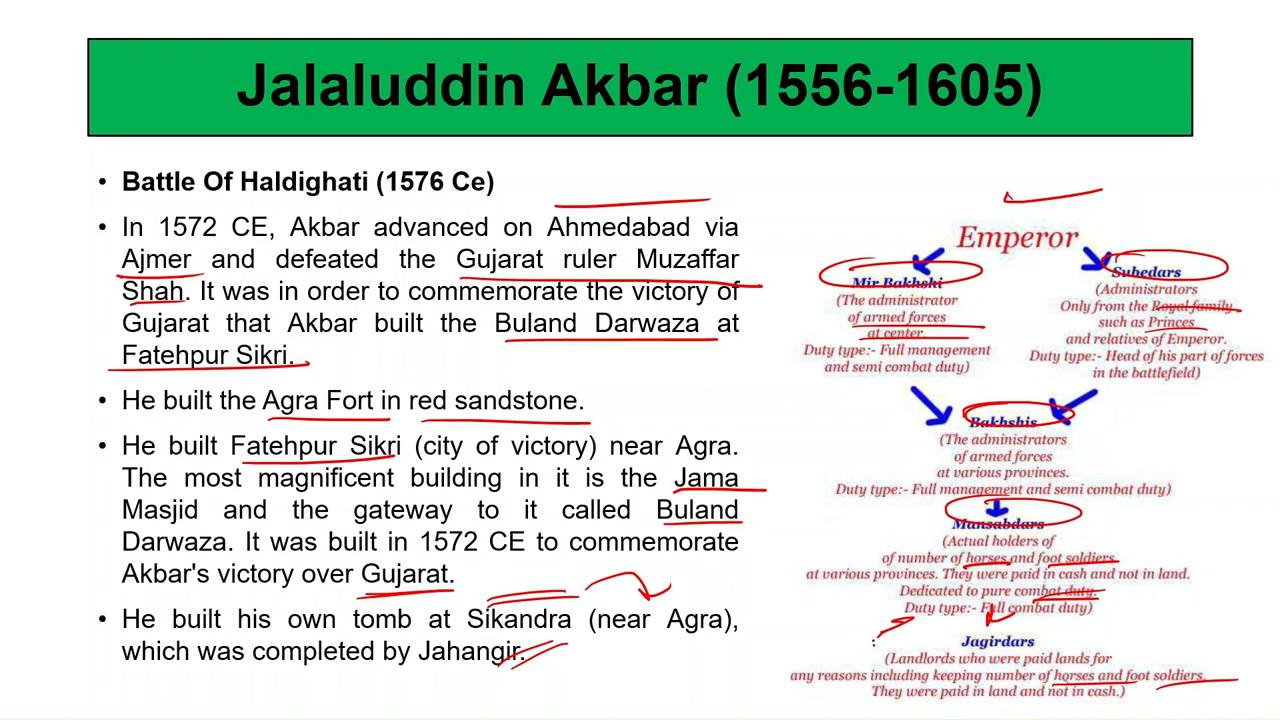 Jalaluddin Akbar (1556-1605)
• Battle Of Haldighati (1576 Ce)
• In 1572 CE, Akbar advanced on Ahmedabad via
Ajmer and defeated the Gujarat ruler Muzaffar
Shah. It was in order to commemorate the victory of
Gujarat that Akbar built the Buland Darwaza at
Fatehpur Sikri.
• He built the Agra Fort in red sandstone.
• He built Fatehpur Sikri (city of victory) near Agra.
The most magnificent building in it is the Jama
Masjid and the gateway to it called Buland
Darwaza. It was built in 1572 CE to commemorate
Akbar's victory over Gujarat.
• He built his own tomb at Sikandra (near Agra),
which was completed by Jahangir.
Emperor
Mir Bakhshi
(The administrator
of armed forces
at center.
Duty type:- Full management
and semi combat duty)
Subedars
(Administrators
Only from the Royal family
such as Princes
and relatives of Emperor.
Duty type:- Head of his part of forces
in the battlefield)
Bakhshis
(The administrators
of armed forces
at various provinces.
Duty type:- Full management and semi combat duty)
Mansabdars
(Actual holders of
of number of horses and foot soldiers
at various provinces. They were paid in cash and not in land.
Dedicated to pure combat duty.
Duty type:- Full combat duty)
Jagirdars
(Landlords who were paid lands for
any reasons including keeping number of horses and foot soldiers.
They were paid in land and not in cash.)